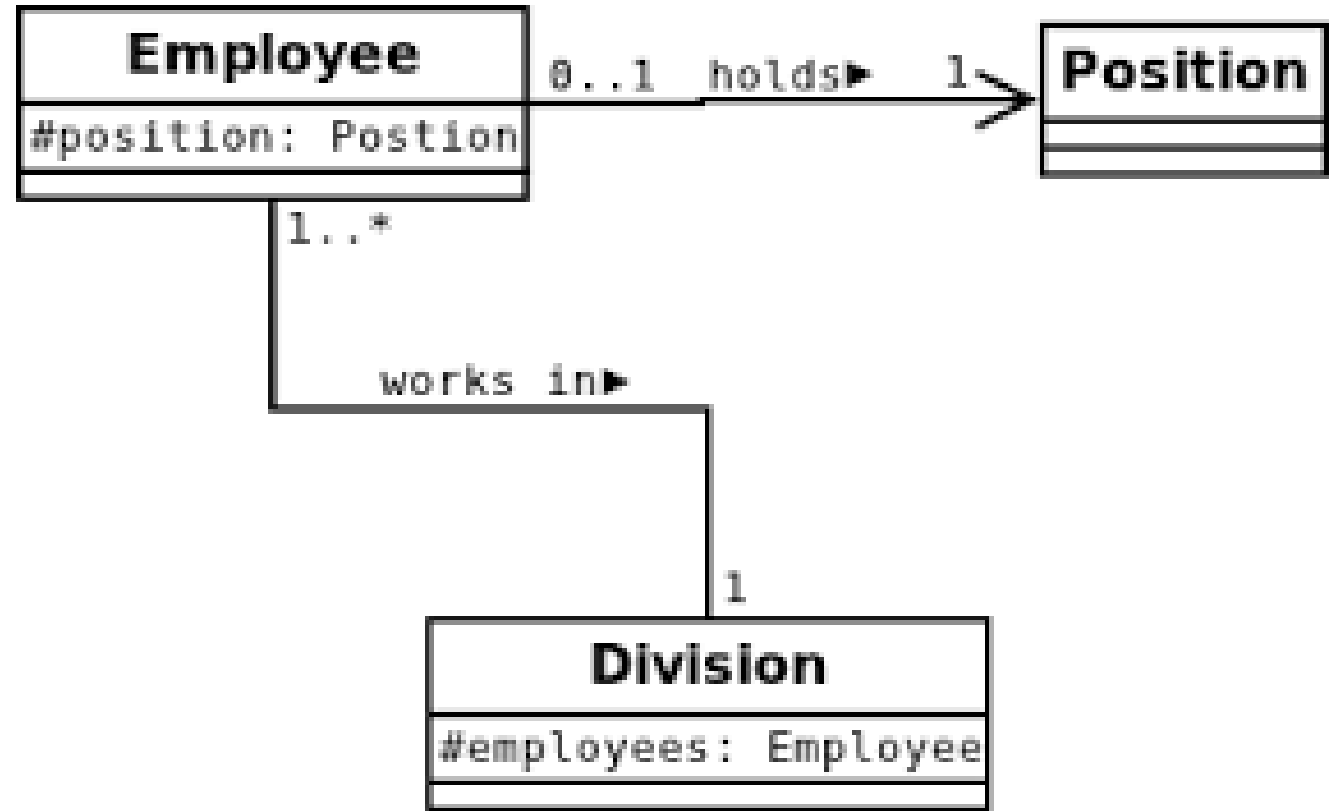 Employee
0..1 holds► 1
Position
#position: Postion
1..*
works in►
1
Division
#employees: Employee